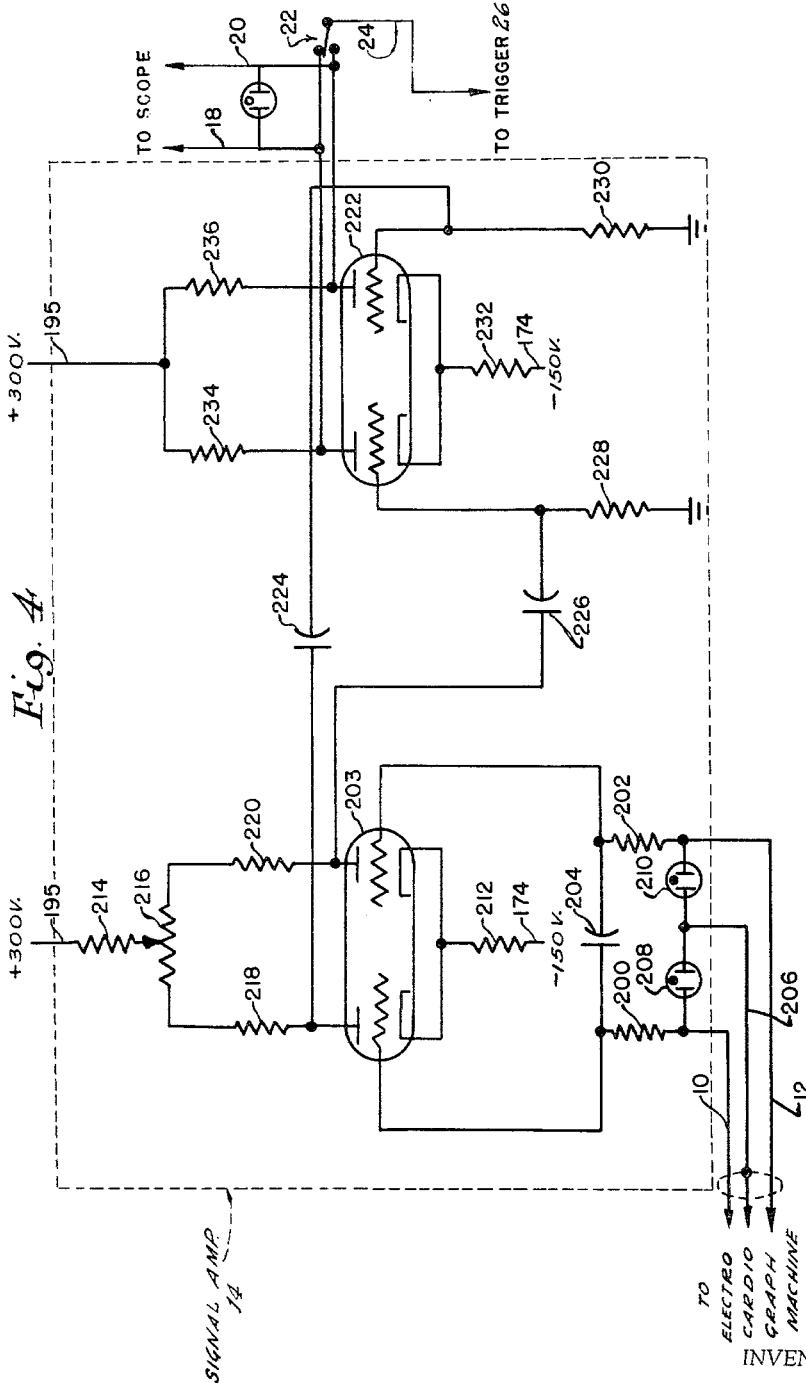 Fig. 4
+300V.
195
214
216
218
220
203
212
174
-150V.
204
200
202
208
210
206
10
12
TO
ELECTRO
CARDIO
GRAPH
MACHINE
SIGNAL AMP.
14
224
226
+300V.
195
234
236
222
232
174
-150V.
228
230
TO SCOPE
18
20
22
24
TO TRIGGER 26
INVEN